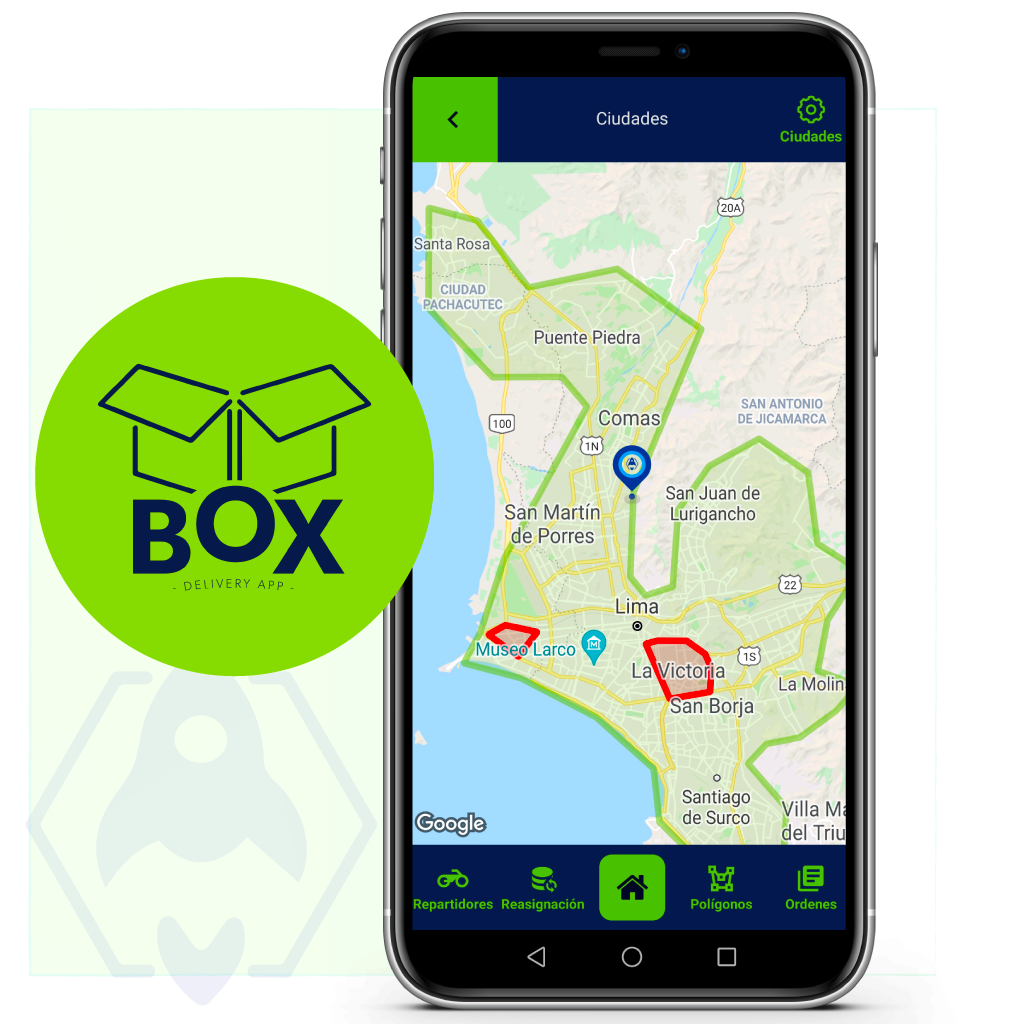 Ciudades
Ciudades
20A
Santa Rosa
CIUDAD
PACHACUTEC
Puente Piedra
SAN ANTONIO
DE JICAMARCA
Comas
100
1N
San Juan de
Lurigancho
San Martín
de Porres
BOX
- DELIVERY APP -
22
Lima
Museo Larco
M
La Victoria
1S
La Molin
San Borja
Santiago
de Surco
Villa Ma
del Triu
Google
Repartidores
Reasignación
Polígonos
Ordenes